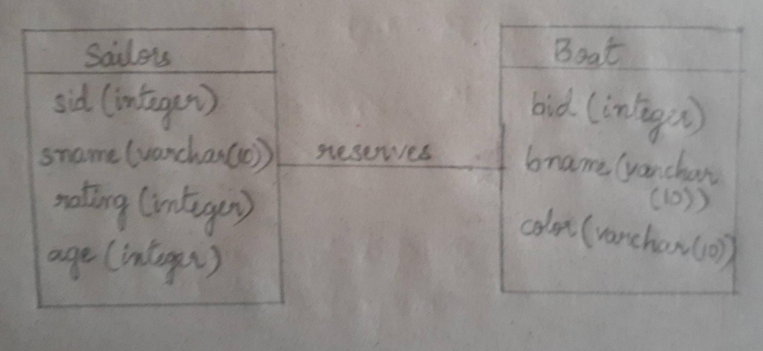 Sailors
sid (integer)
sname (varchar(10))
rating (integer)
age (integer)
reserves
Boat
bid (integer)
bname (varchar
(10))
color (varchar(10))